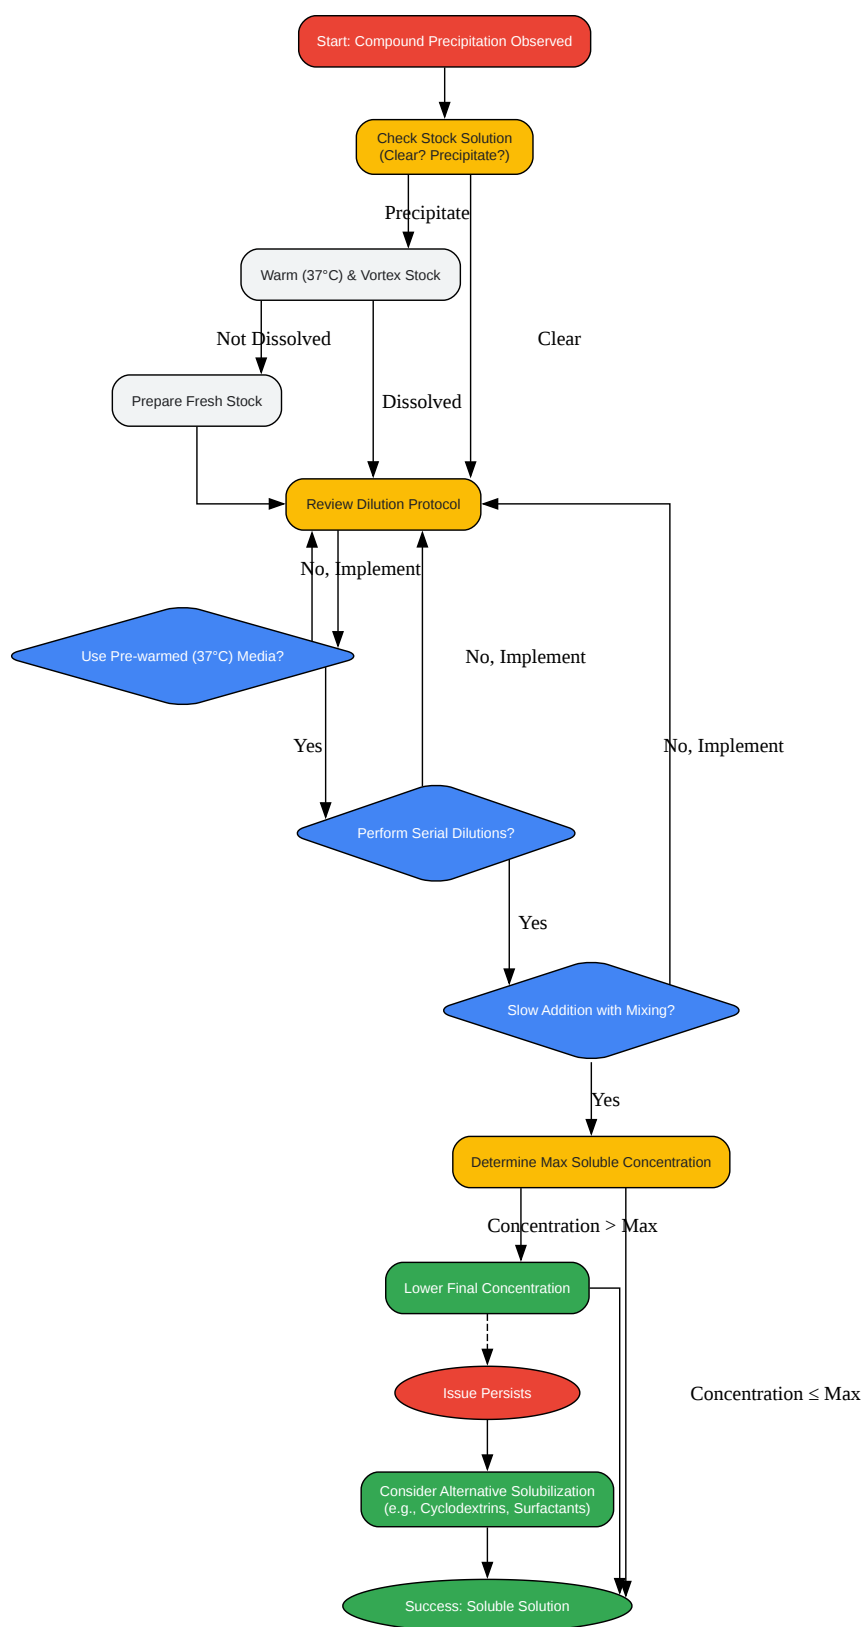 Start: Compound Precipitation Observed
Check Stock Solution
(Clear? Precipitate?)
Precipitate
Warm (37°C) & Vortex Stock
Not Dissolved
Clear
Prepare Fresh Stock
Dissolved
Review Dilution Protocol
No, Implement
Use Pre-warmed (37°C) Media?
No, Implement
Yes
No, Implement
Perform Serial Dilutions?
Yes
Slow Addition with Mixing?
Yes
Determine Max Soluble Concentration
Concentration > Max
Lower Final Concentration
Issue Persists
Concentration ≤ Max
Consider Alternative Solubilization
(e.g., Cyclodextrins, Surfactants)
Success: Soluble Solution